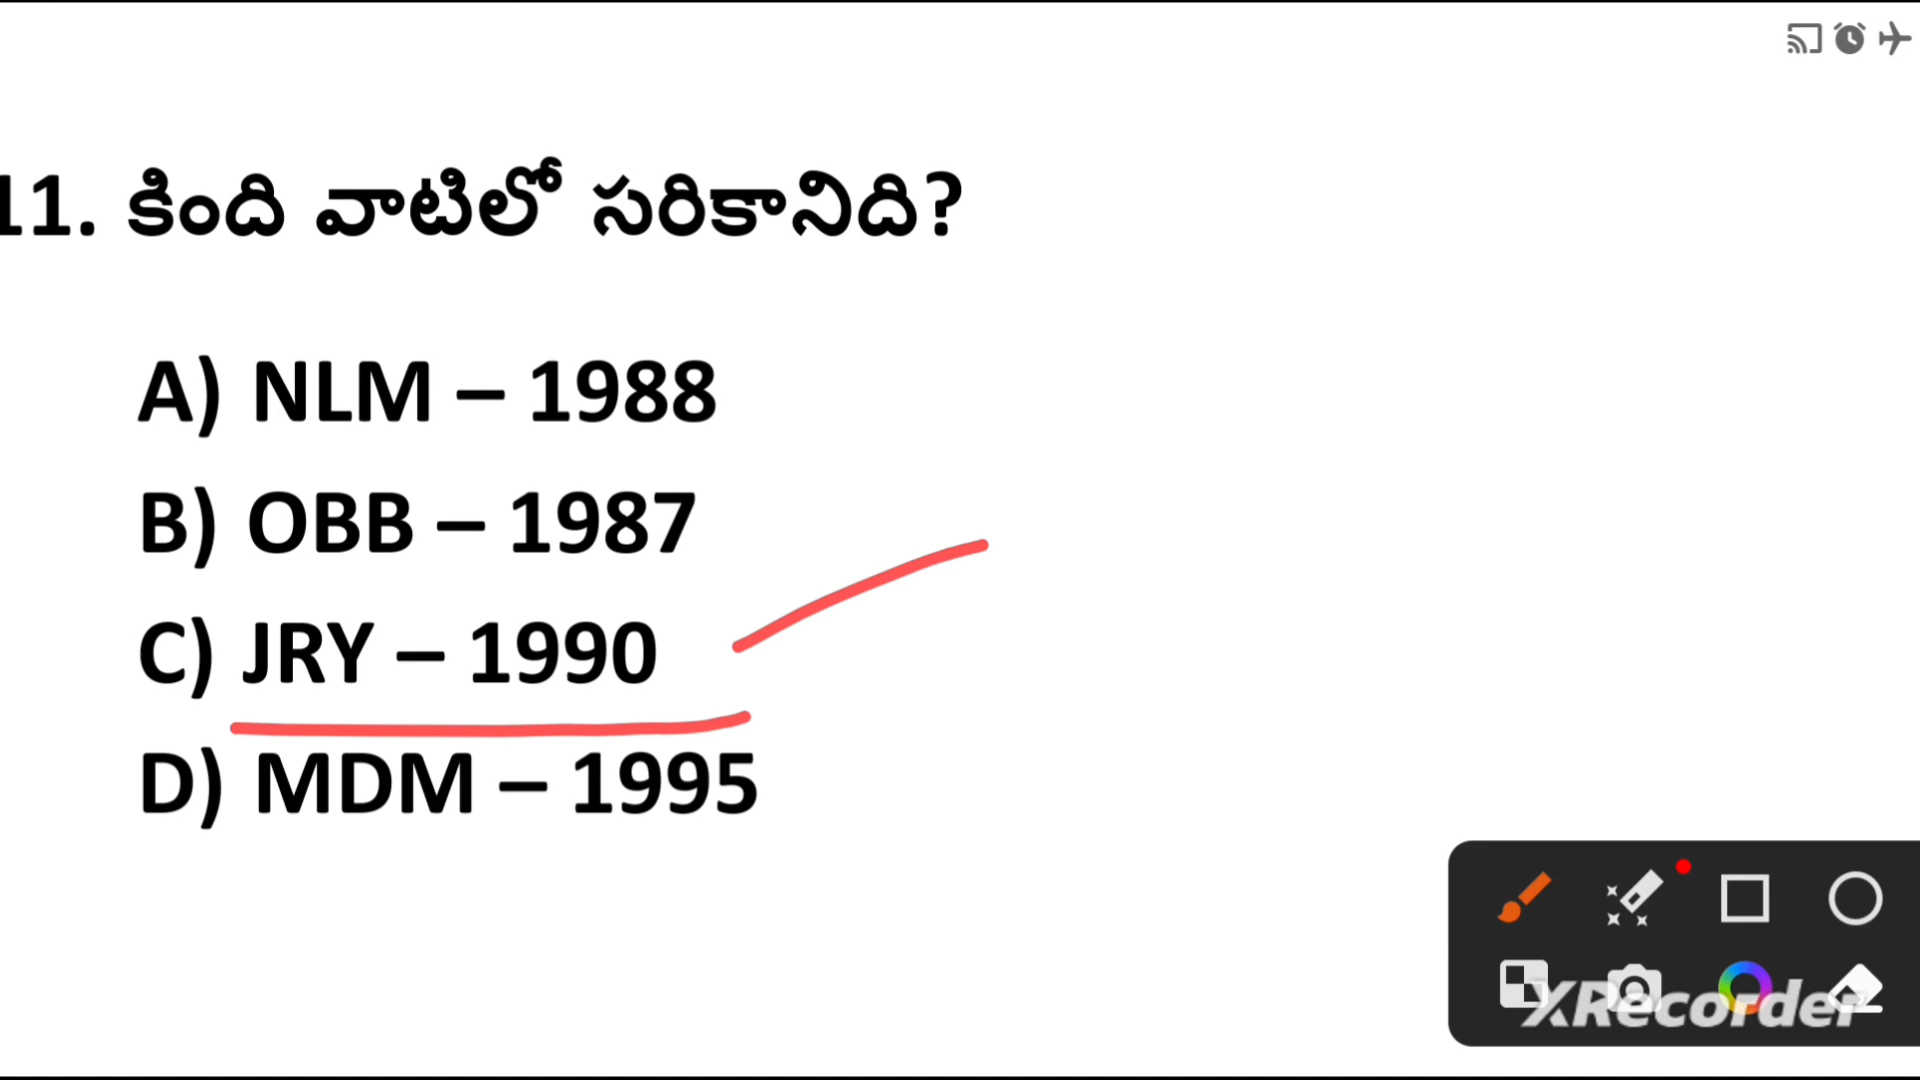 11. కింది వాటిలో సరికానిది?
A) NLM – 1988
B) OBB – 1987
C) JRY – 1990
D) MDM – 1995
XRecorder